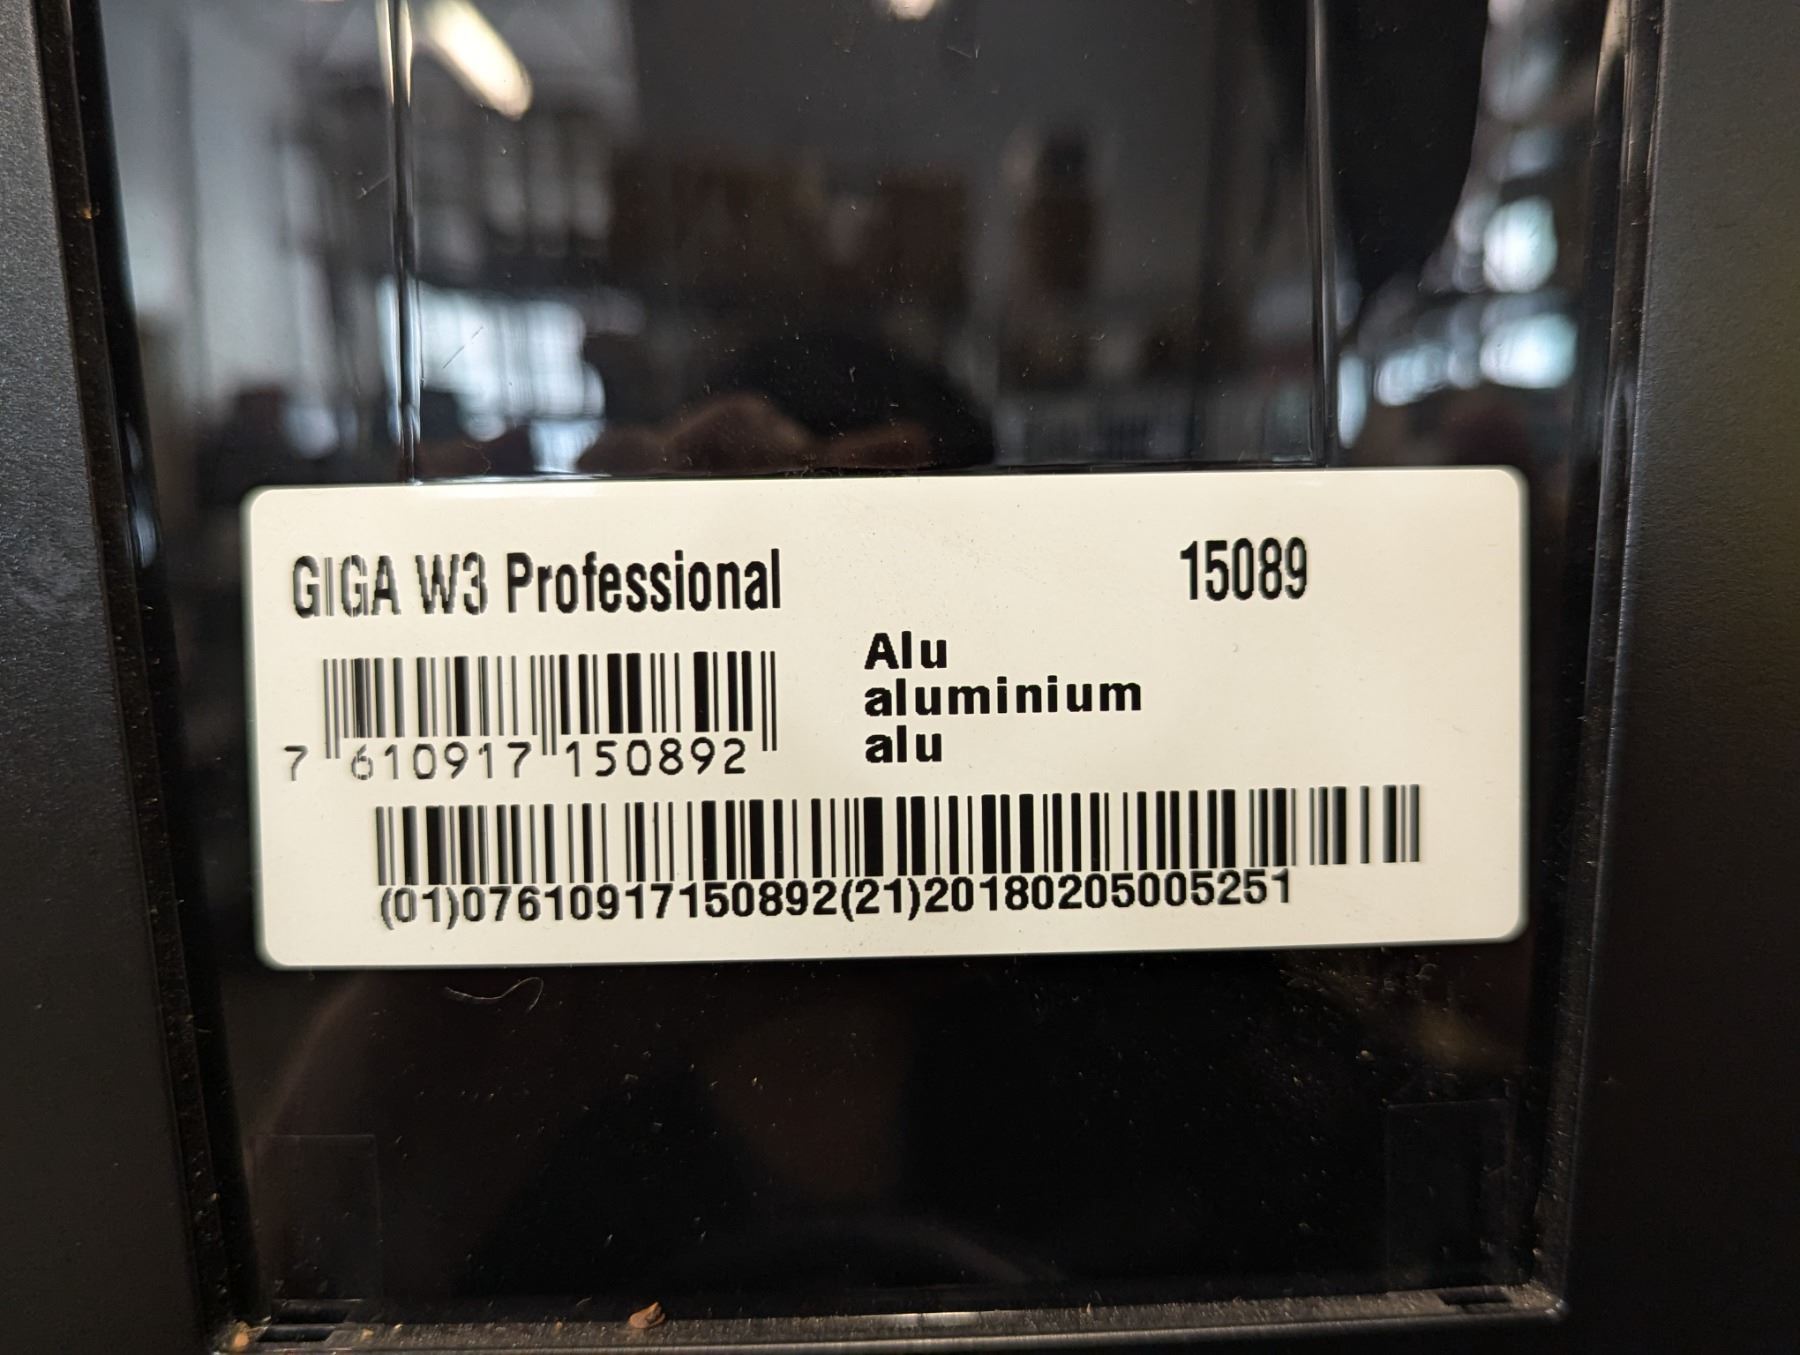 GIGA W3 Professional 15089
Alu
aluminium
alu
7 610917 150892
(01)07610917150892(21)20180205005251